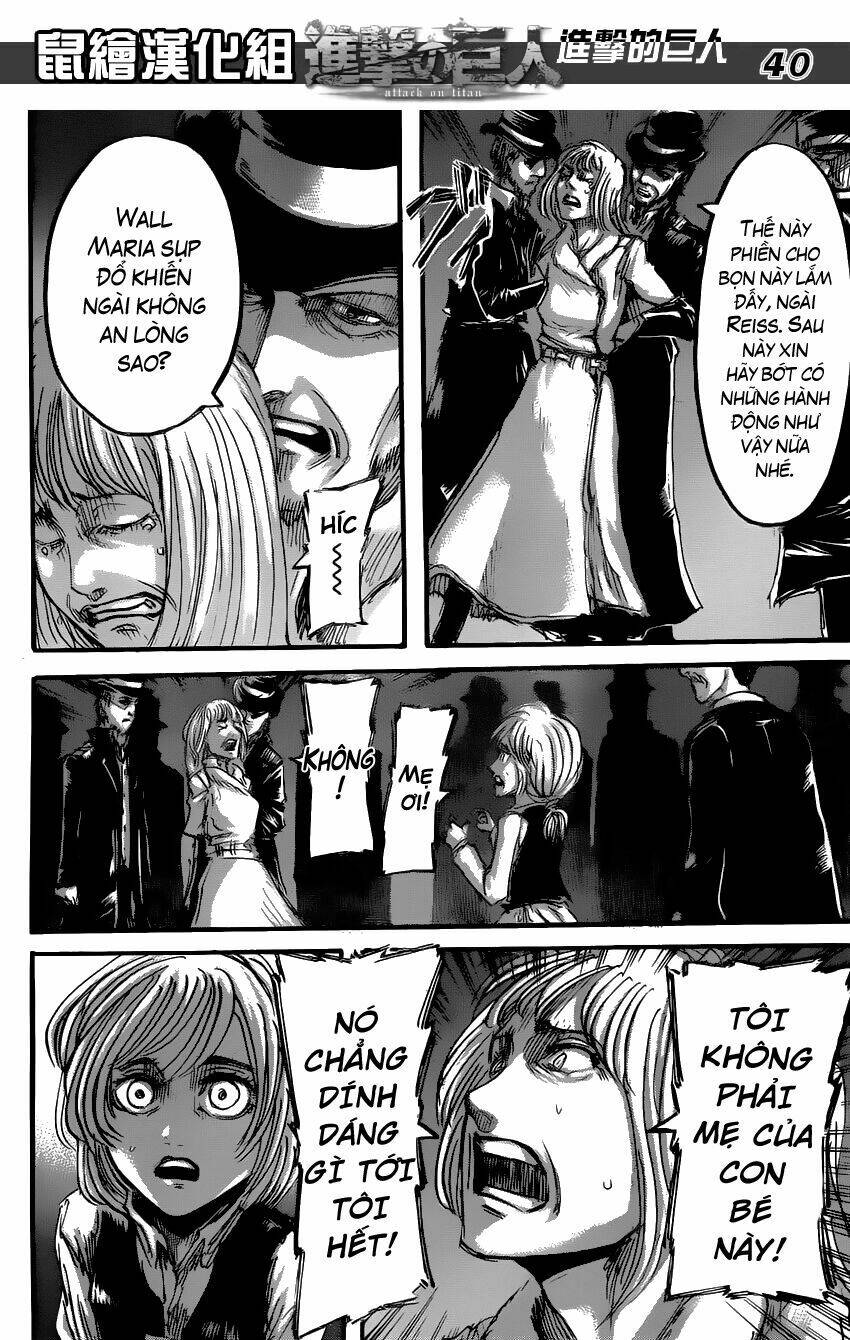 鼠繪漢化組
進撃の巨人
attack on titan
進擊的巨人
40
THẾ NÀY
PHIỀN CHO
BỌN NÀY LẮM
ĐẤY, NGÀI
REISS. SAU
NÀY XIN
HÃY BỚT CÓ
NHỮNG HÀNH
ĐỘNG NHƯ
VẬY NỮA
NHÉ.
WALL
MARIA SỤP
ĐỔ KHIẾN
NGÀI KHÔNG
AN LÒNG
SAO?
HÍC
MẸ
ƠI!
KHÔNG
!
TÔI
KHÔNG
PHẢI
MẸ CỦA
CON
BÉ
NÀY!
NÓ
CHẲNG
DÍNH
DÁNG
GÌ TỚI
TÔI
HẾT!